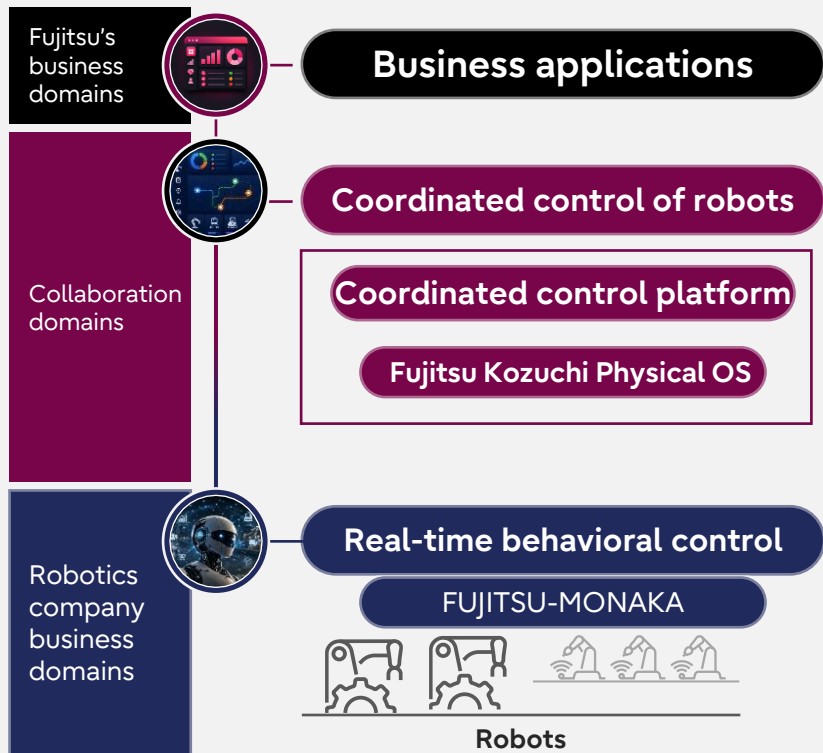 Fujitsu's
business
domains
Business applications
Collaboration
domains
Coordinated control of robots
Coordinated control platform
Fujitsu Kozuchi Physical OS
Robotics
company
business
domains
Real-time behavioral control
FUJITSU-MONAKA
Robots